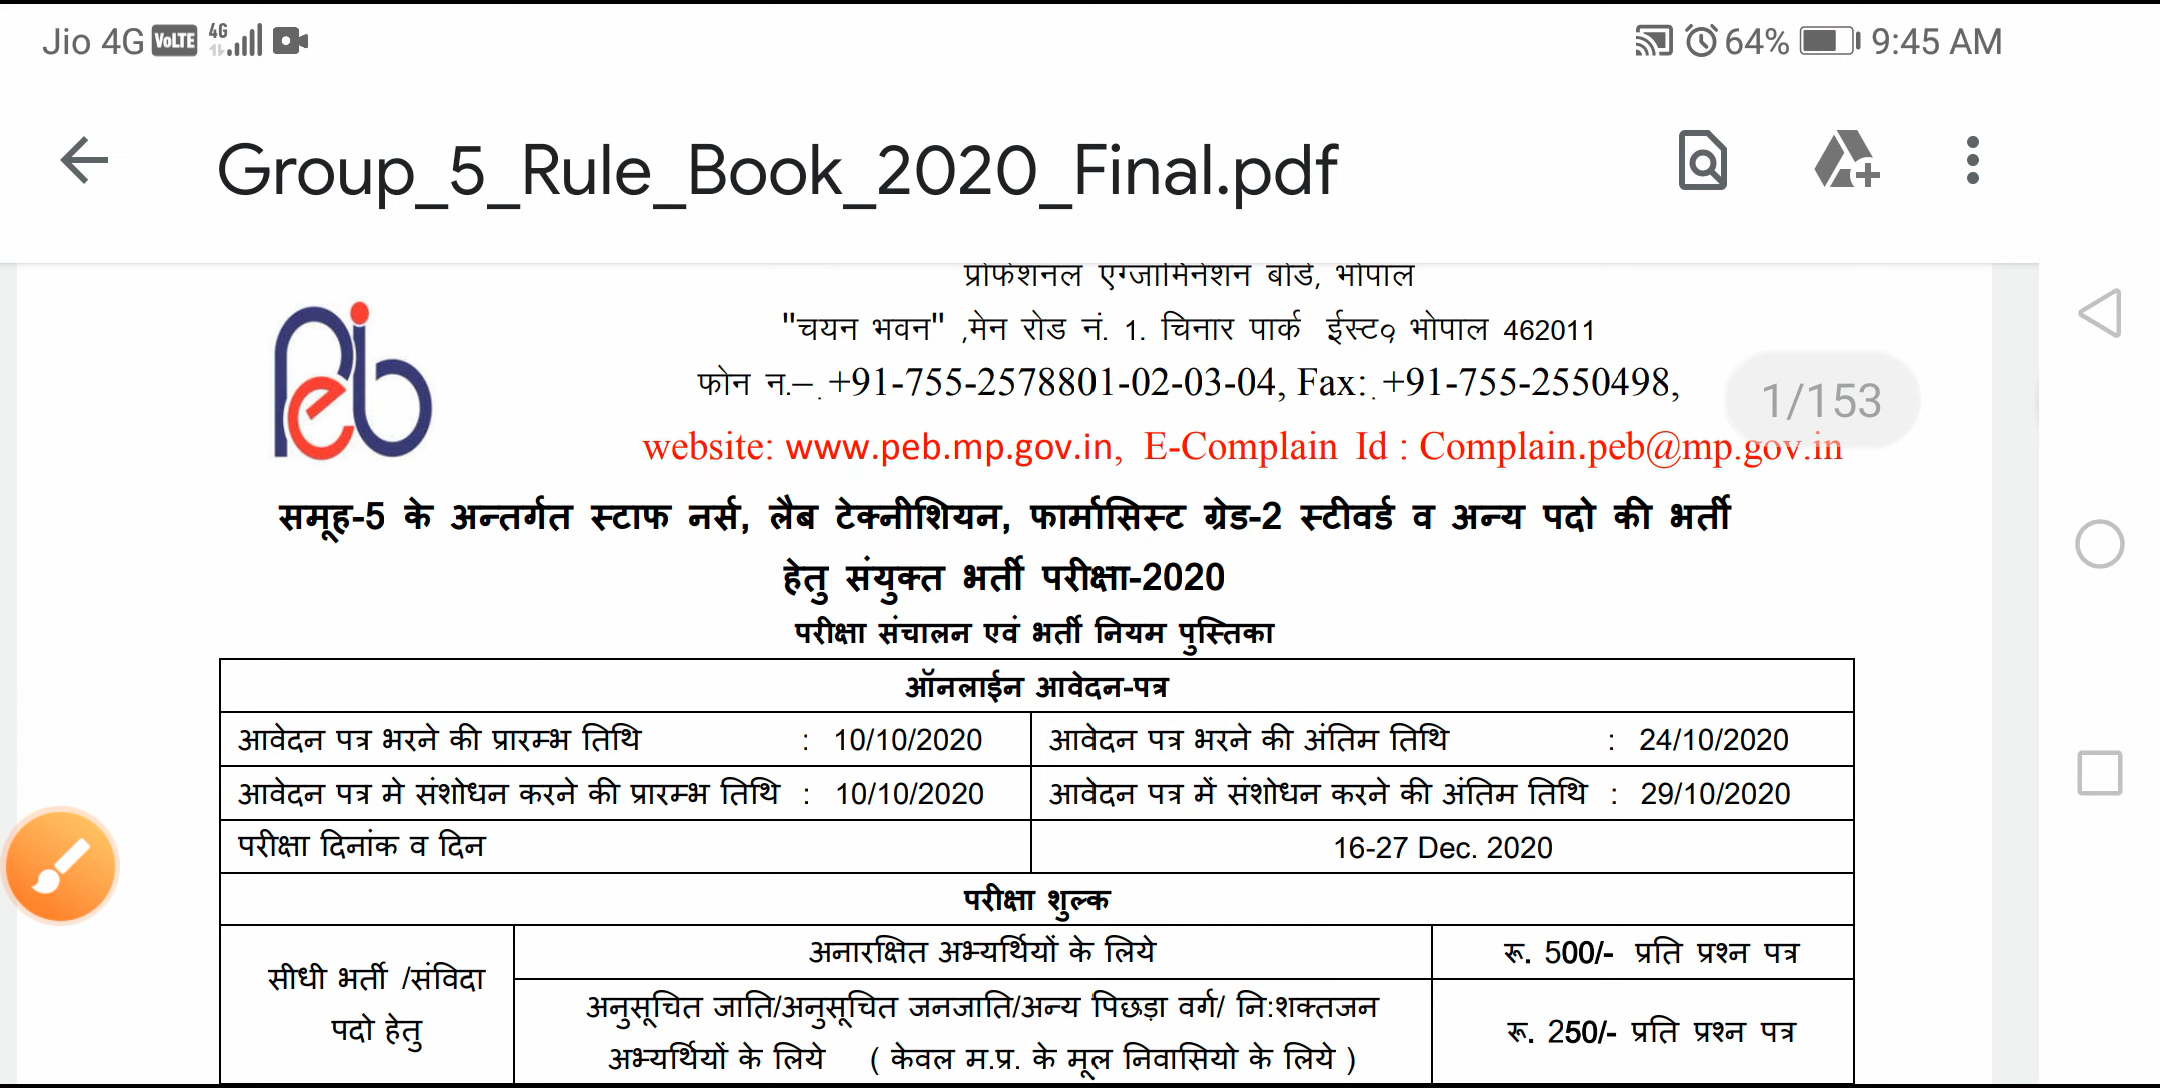 Jio 4G VoLTE 4G 64% 9:45 AM
Group_5_Rule_Book_2020_Final.pdf
प्रोफेशनल एग्जामिनेशन बोर्ड, भोपाल
Peb
"चयन भवन" ,मेन रोड नं. 1. चिनार पार्क ईस्ट० भोपाल 462011
फोन न.– +91-755-2578801-02-03-04, Fax: +91-755-2550498,
1/153
website: www.peb.mp.gov.in, E-Complain Id : Complain.peb@mp.gov.in
समूह-5 के अन्तर्गत स्टाफ नर्स, लैब टेक्नीशियन, फार्मासिस्ट ग्रेड-2 स्टीवर्ड व अन्य पदो की भर्ती
हेतु संयुक्त भर्ती परीक्षा-2020
परीक्षा संचालन एवं भर्ती नियम पुस्तिका
ऑनलाईन आवेदन-पत्र
आवेदन पत्र भरने की प्रारम्भ तिथि : 10/10/2020 आवेदन पत्र भरने की अंतिम तिथि : 24/10/2020
आवेदन पत्र मे संशोधन करने की प्रारम्भ तिथि : 10/10/2020 आवेदन पत्र में संशोधन करने की अंतिम तिथि : 29/10/2020
परीक्षा दिनांक व दिन 16-27 Dec. 2020
परीक्षा शुल्क
सीधी भर्ती /संविदा
पदो हेतु
अनारक्षित अभ्यर्थियों के लिये रू. 500/- प्रति प्रश्न पत्र
अनुसूचित जाति/अनुसूचित जनजाति/अन्य पिछड़ा वर्ग/ नि:शक्तजन
अभ्यर्थियों के लिये ( केवल म.प्र. के मूल निवासियो के लिये )
रू. 250/- प्रति प्रश्न पत्र